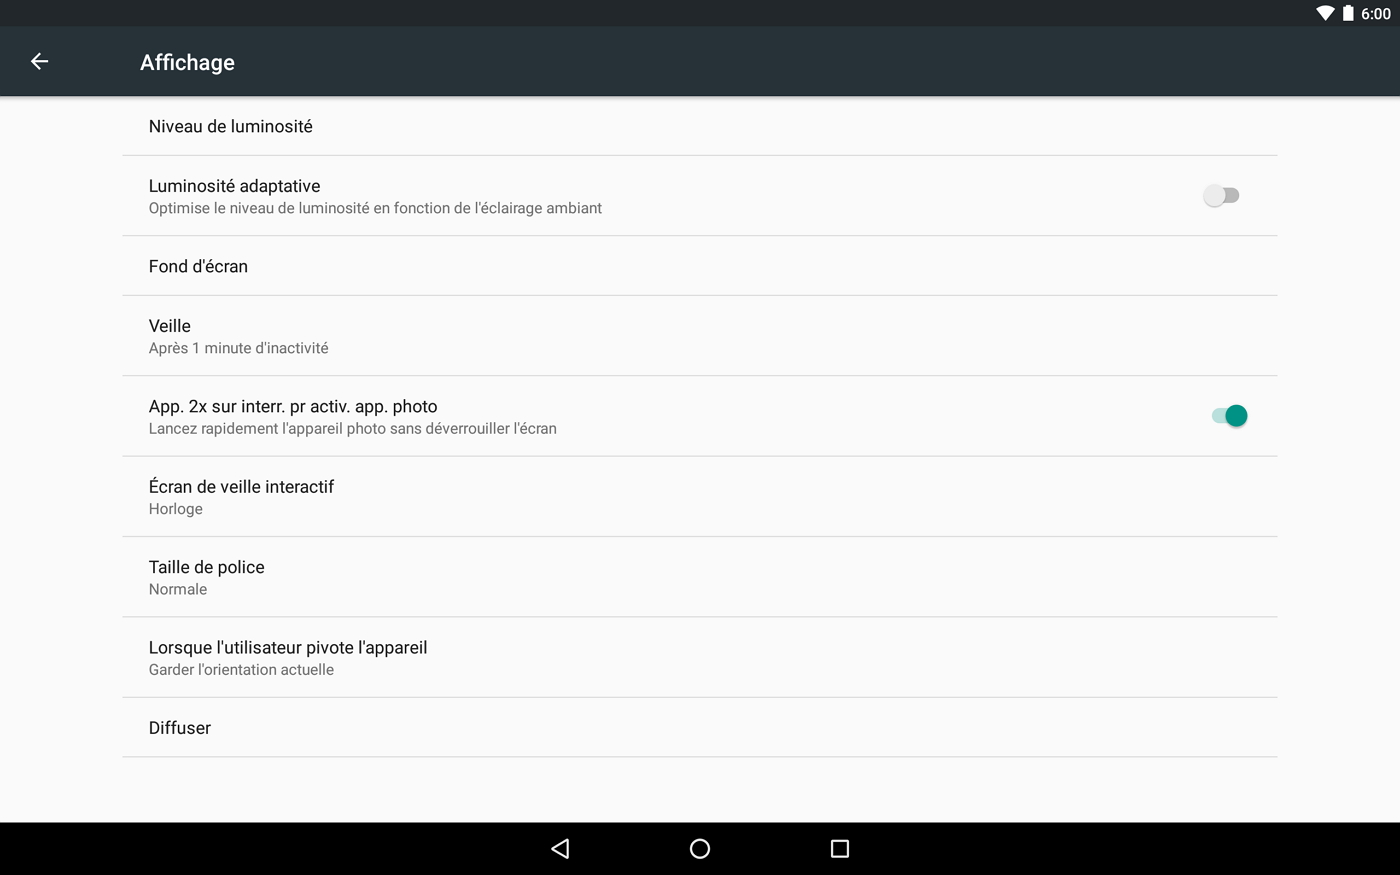 6:00
Affichage
Niveau de luminosité
Luminosité adaptative
Optimise le niveau de luminosité en fonction de l'éclairage ambiant
Fond d'écran
Veille
Après 1 minute d'inactivité
App. 2x sur interr. pr activ. app. photo
Lancez rapidement l'appareil photo sans déverrouiller l'écran
Écran de veille interactif
Horloge
Taille de police
Normale
Lorsque l'utilisateur pivote l'appareil
Garder l'orientation actuelle
Diffuser